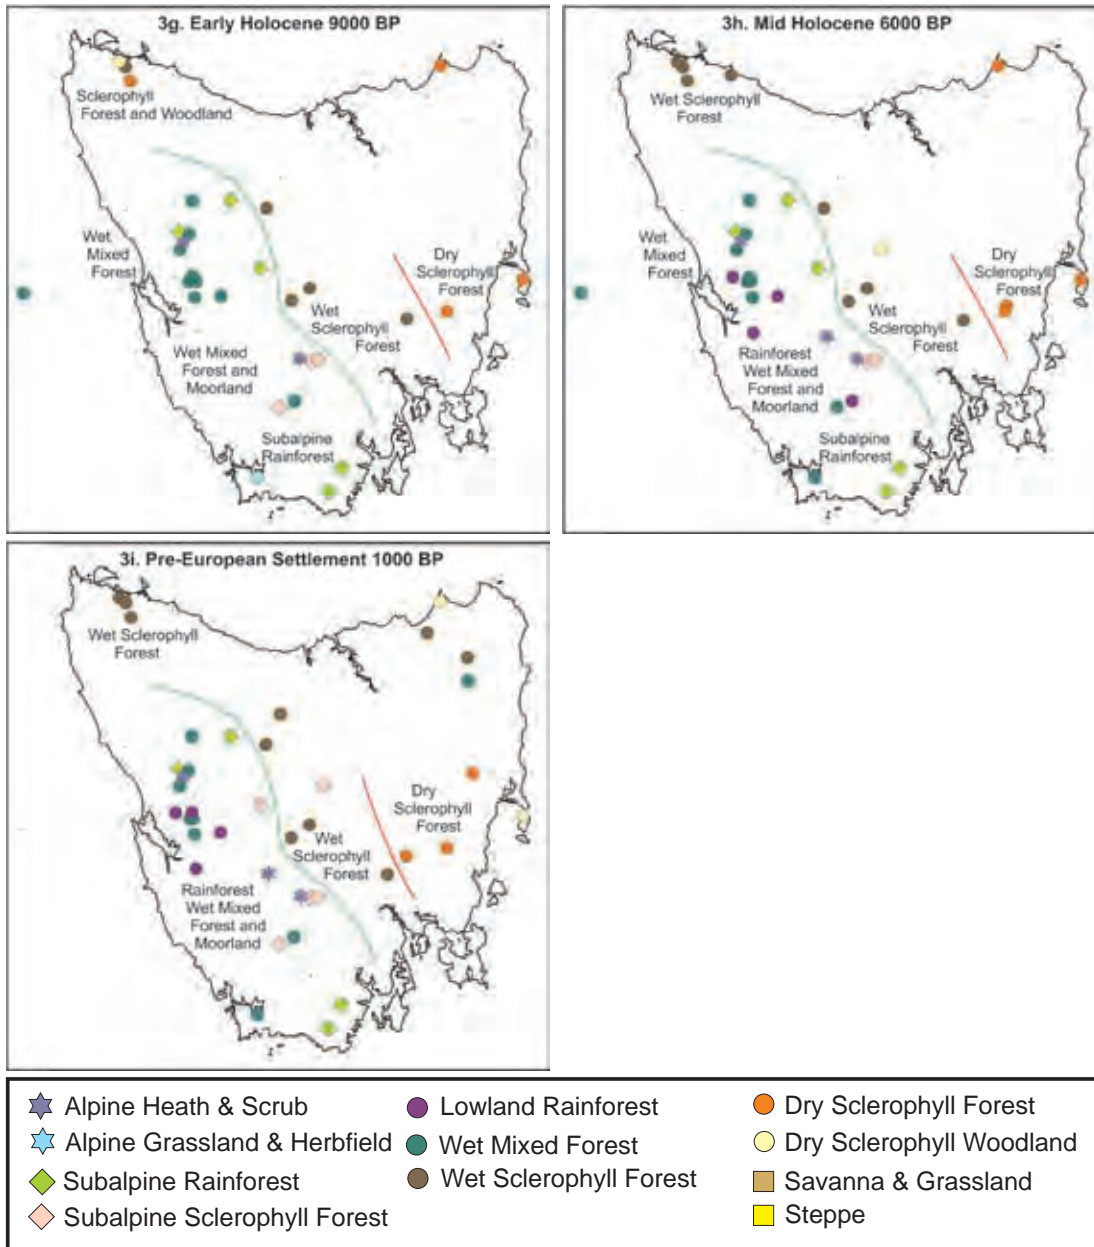 3g. Early Holocene 9000 BP
Sclerophyll
Forest and Woodland
Wet
Mixed
Forest
Dry
Sclerophyll
Forest
Wet
Sclerophyll
Forest
Wet Mixed
Forest and
Moorland
Subalpine
Rainforest
3h. Mid Holocene 6000 BP
Wet Sclerophyll
Forest
Wet
Mixed
Forest
Dry
Sclerophyll
Forest
Wet
Sclerophyll
Forest
Rainforest
Wet Mixed
Forest and
Moorland
Subalpine
Rainforest
3i. Pre-European Settlement 1000 BP
Wet Sclerophyll
Forest
Dry
Sclerophyll
Forest
Wet
Sclerophyll
Forest
Rainforest
Wet Mixed
Forest and
Moorland
Alpine Heath & Scrub
Alpine Grassland & Herbfield
Subalpine Rainforest
Subalpine Sclerophyll Forest
Lowland Rainforest
Wet Mixed Forest
Wet Sclerophyll Forest
Dry Sclerophyll Forest
Dry Sclerophyll Woodland
Savanna & Grassland
Steppe